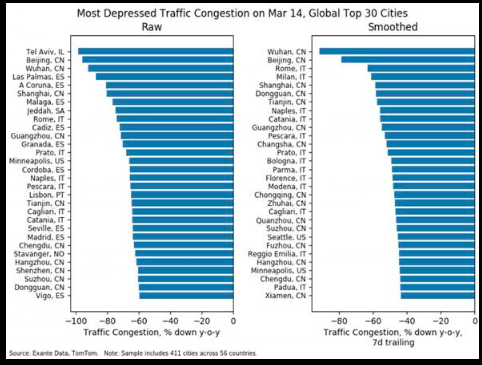 Most Depressed Traffic Congestion on Mar 14, Global Top 30 Cities
Raw
Tel Aviv, IL
Beijing, CN
Wuhan, CN
Las Palmas, ES
A Coruna, ES
Shanghai, CN
Malaga, ES
Jeddah, SA
Rome, IT
Cadiz, ES
Guangzhou, CN
Granada, ES
Prato, IT
Minneapolis, US
Cordoba, ES
Naples, IT
Pescara, IT
Lisbon, PT
Tianjin, CN
Cagliari, IT
Catania, IT
Seville, ES
Madrid, ES
Chengdu, CN
Stavanger, NO
Hangzhou, CN
Shenzhen, CN
Suzhou, CN
Dongguan, CN
Vigo, ES
−100 −80 −60 −40 −20 0
Traffic Congestion, % down y-o-y
Smoothed
Wuhan, CN
Beijing, CN
Rome, IT
Milan, IT
Shanghai, CN
Dongguan, CN
Tianjin, CN
Naples, IT
Catania, IT
Guangzhou, CN
Pescara, IT
Changsha, CN
Prato, IT
Bologna, IT
Parma, IT
Florence, IT
Modena, IT
Chongqing, CN
Zhuhai, CN
Cagliari, IT
Quanzhou, CN
Suzhou, CN
Seattle, US
Fuzhou, CN
Reggio Emilia, IT
Hangzhou, CN
Minneapolis, US
Chengdu, CN
Padua, IT
Xiamen, CN
−80 −60 −40 −20 0
Traffic Congestion, % down y-o-y,
7d trailing
Source: Exante Data, TomTom. Note: Sample includes 411 cities across 56 countries.